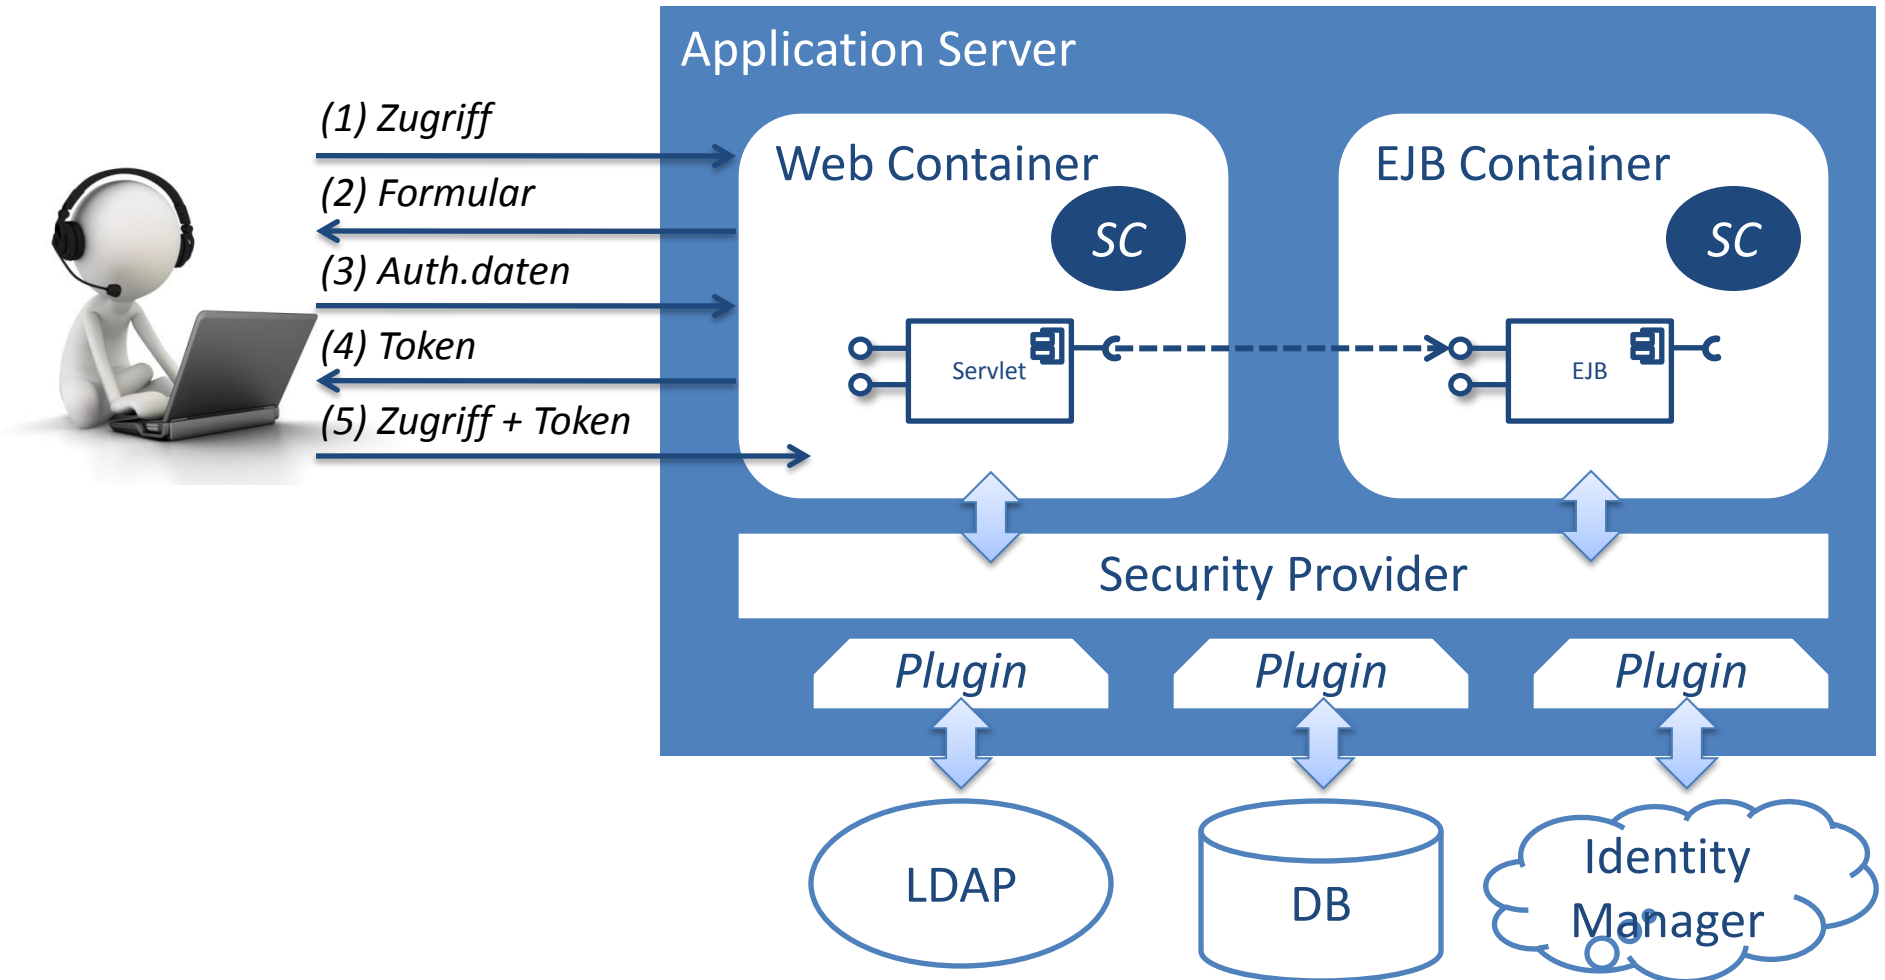 Application Server
(1) Zugriff
(2) Formular
(3) Auth.daten
(4) Token
(5) Zugriff + Token
Web Container
SC
Servlet
EJB Container
SC
EJB
Security Provider
Plugin
Plugin
Plugin
LDAP
DB
Identity
Manager